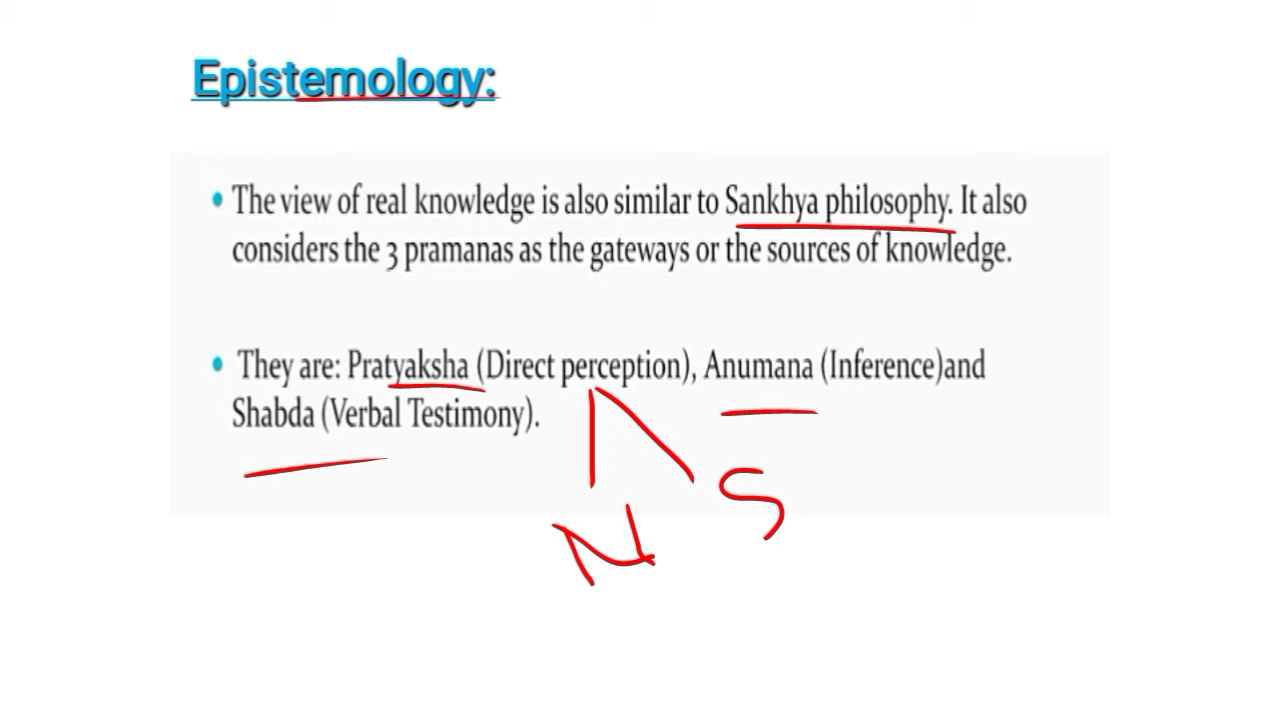 Epistemology:
• The view of real knowledge is also similar to Sankhya philosophy. It also
considers the 3 pramanas as the gateways or the sources of knowledge.
• They are: Pratyaksha (Direct perception), Anumana (Inference)and
Shabda (Verbal Testimony).
N S